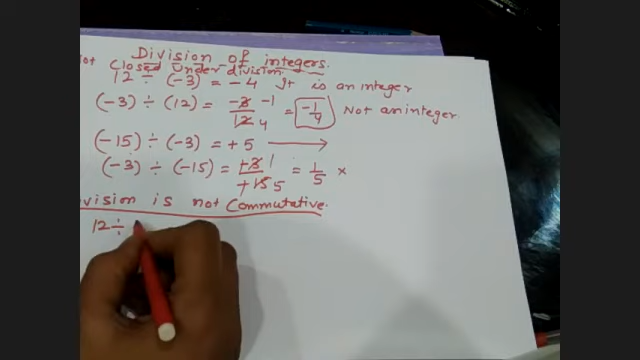 Division of integers.
ot Closed under division.
12 ÷ (-3) = -4 It is an integer
(-3) ÷ (12) = -3/12 -1/4 = -1/4 Not an integer.
(-15) ÷ (-3) = +5 →
(-3) ÷ (-15) = +3/+15 1/5 = 1/5 ×
vision is not Commutative.
12 ÷